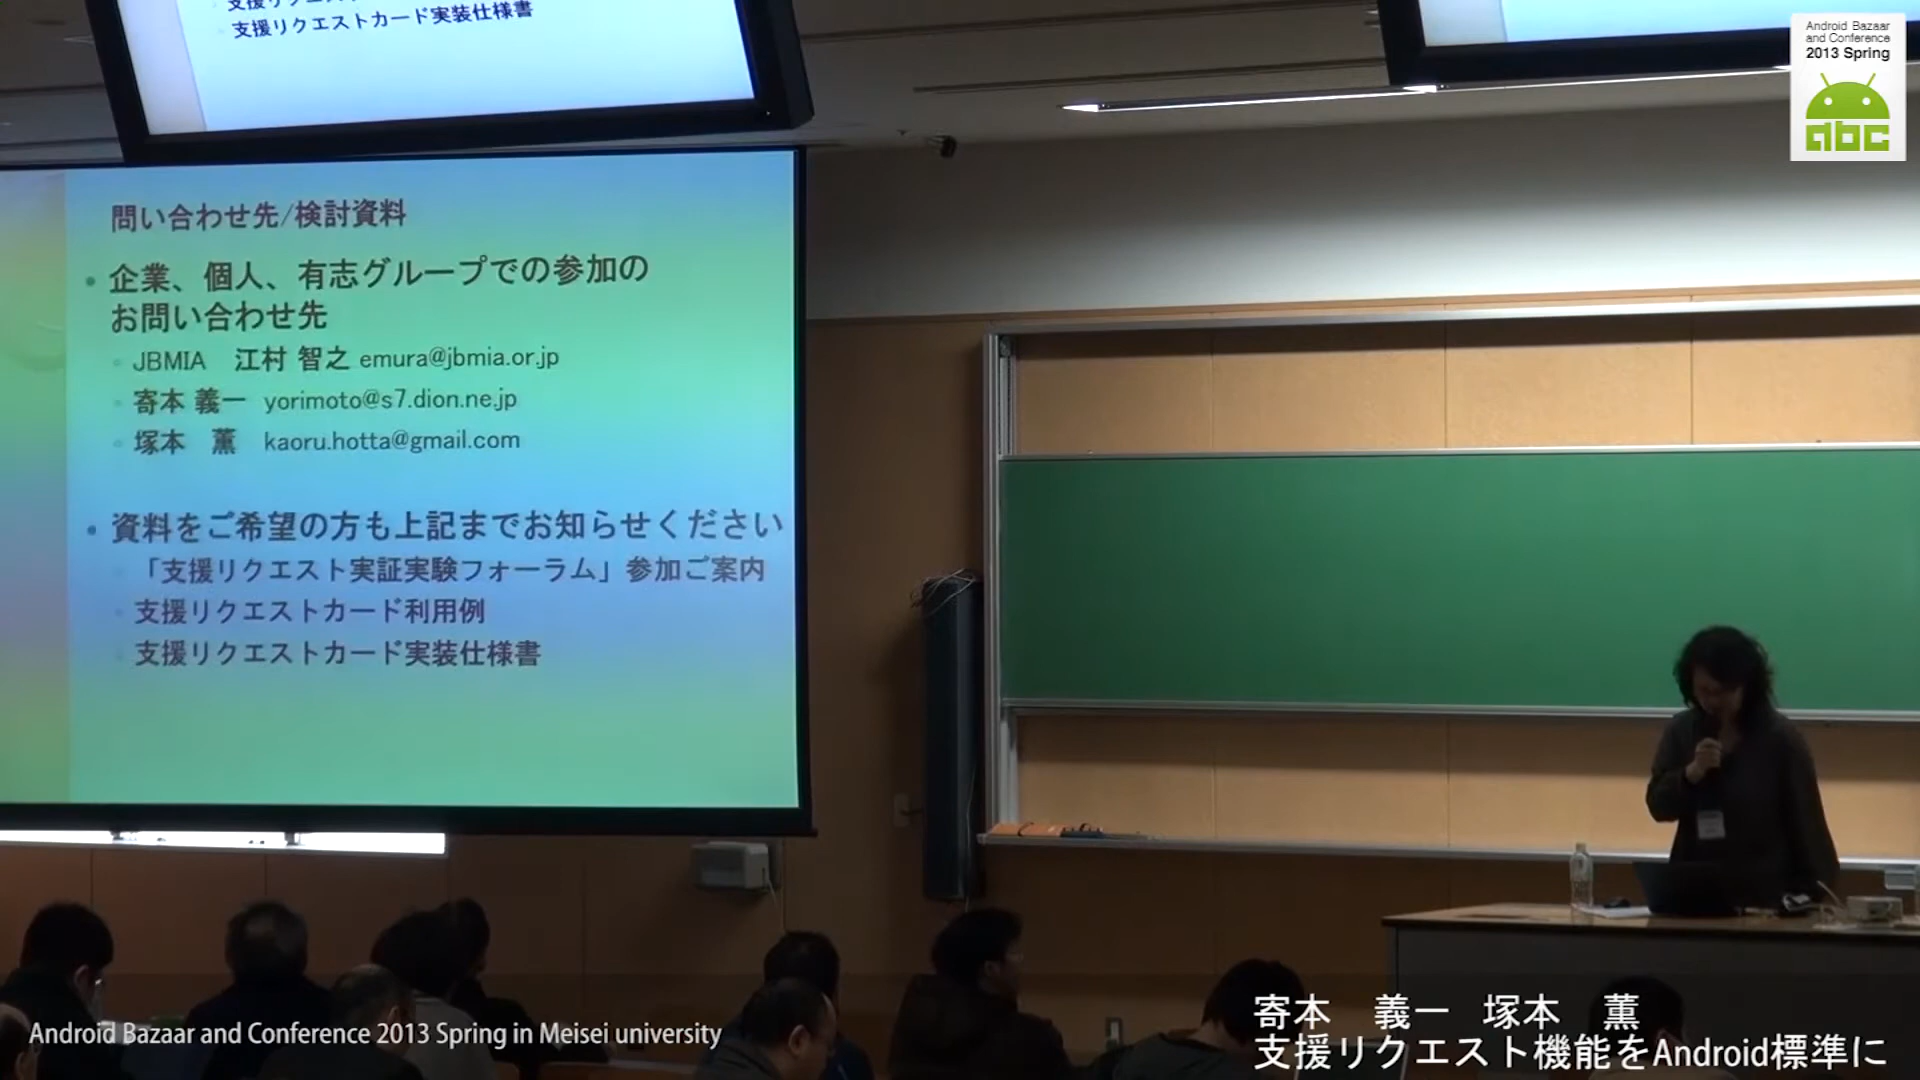 支援リクエストカード実装仕様書
Android Bazaar
and Conference
2013 Spring
abc
問い合わせ先/検討資料
・企業、個人、有志グループでの参加の
お問い合わせ先
JBMIA 江村 智之 emura@jbmia.or.jp
寄本 義一 yorimoto@s7.dion.ne.jp
塚本 薫 kaoru.hotta@gmail.com
・資料をご希望の方も上記までお知らせください
「支援リクエスト実証実験フォーラム」参加ご案内
支援リクエストカード利用例
支援リクエストカード実装仕様書
Android Bazaar and Conference 2013 Spring in Meisei university
寄本 義一 塚本 薫
支援リクエスト機能をAndroid標準に